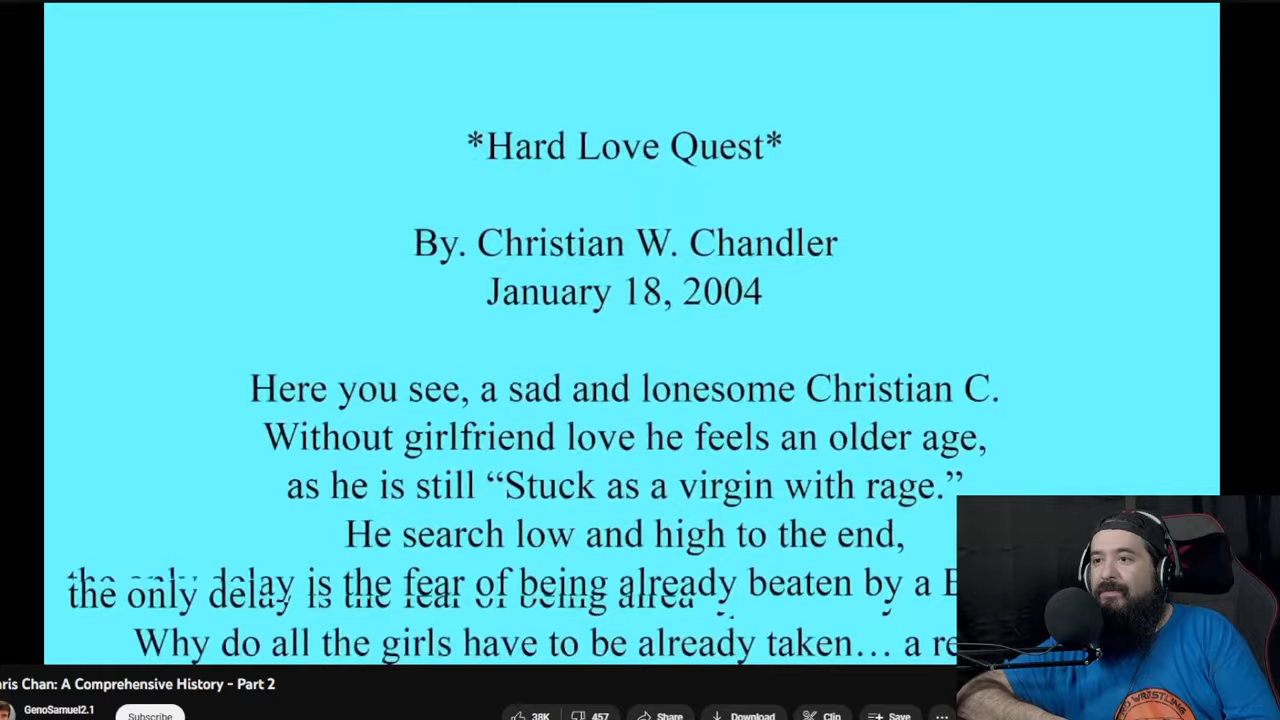 *Hard Love Quest*
By. Christian W. Chandler
January 18, 2004
Here you see, a sad and lonesome Christian C.
Without girlfriend love he feels an older age,
as he is still “Stuck as a virgin with rage.”
He search low and high to the end,
the only delay is the fear of being already beaten by a
Why do all the girls have to be already taken… a
Chan: A Comprehensive History - Part 2
GenoSamuel2.1
Subscribe
38K
457
Share
Download
Clip
Save
...
WRESTLING